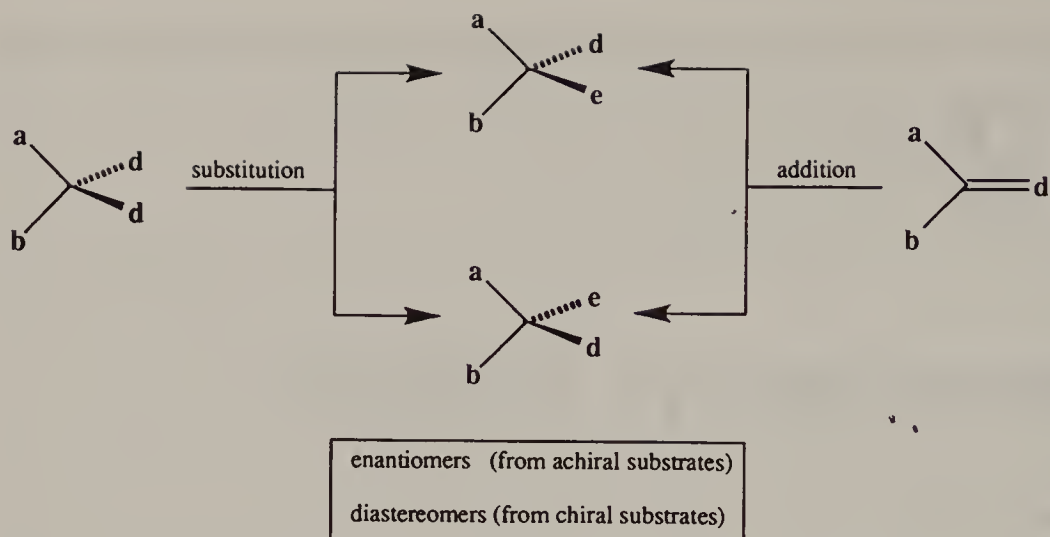 a
d
e
b
a
d
d
b
substitution
addition
a
d
b
a
e
d
b
enantiomers (from achiral substrates)
diastereomers (from chiral substrates)